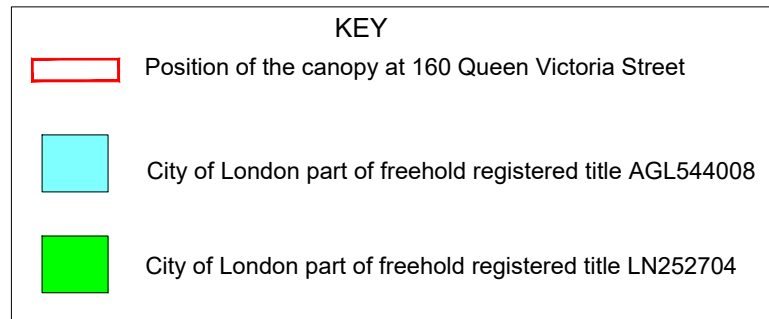 KEY
Position of the canopy at 160 Queen Victoria Street
City of London part of freehold registered title AGL544008
City of London part of freehold registered title LN252704